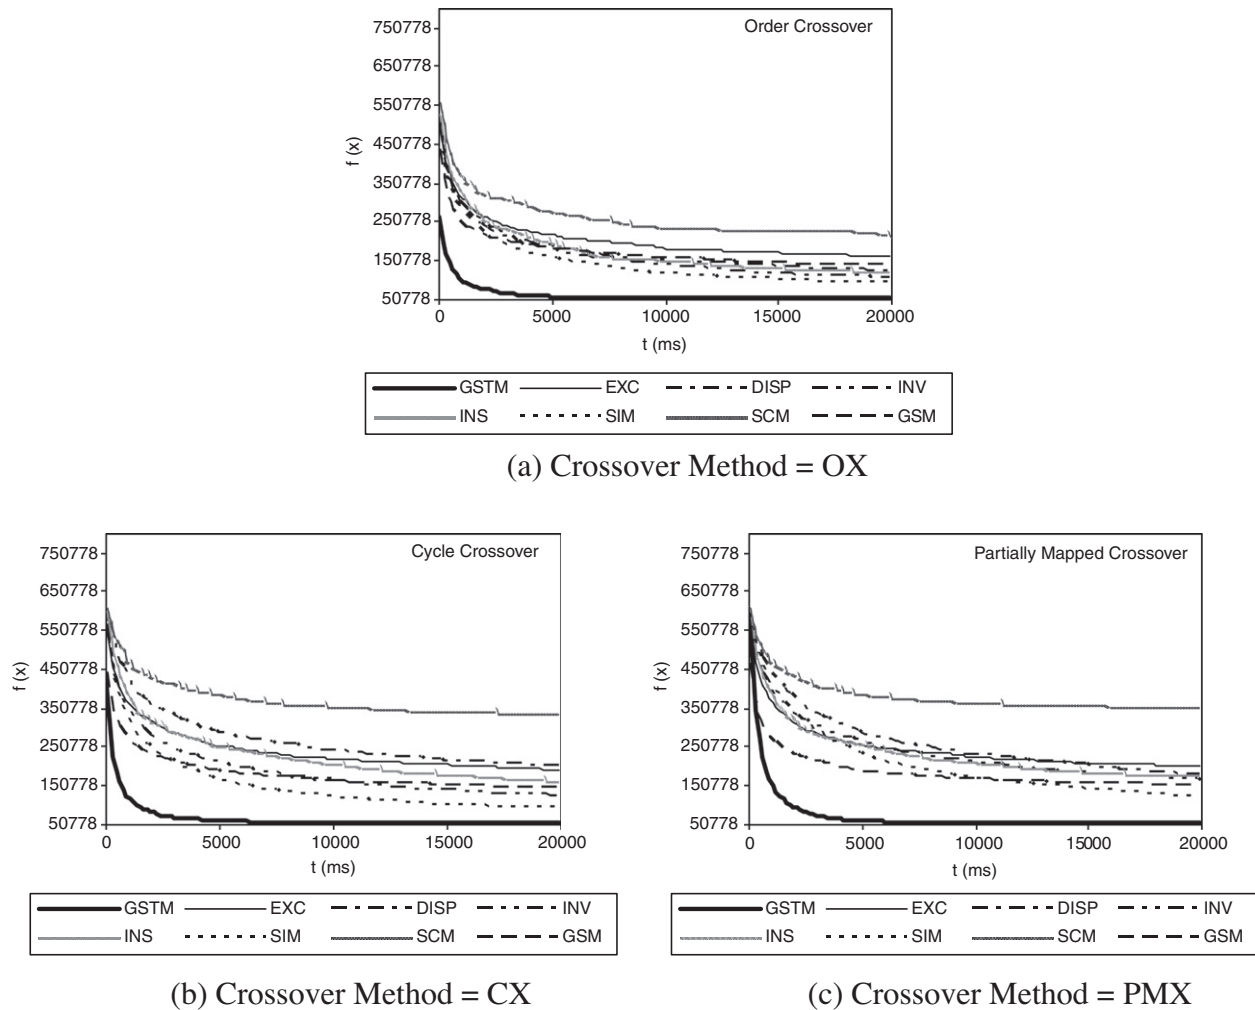 Order Crossover
750778
650778
550778
450778
350778
250778
150778
50778
f (x)
0 5000 10000 15000 20000
t (ms)
GSTM EXC DISP INV
INS SIM SCM GSM
(a) Crossover Method = OX
Cycle Crossover
750778
650778
550778
450778
350778
250778
150778
50778
f (x)
0 5000 10000 15000 20000
t (ms)
GSTM EXC DISP INV
INS SIM SCM GSM
(b) Crossover Method = CX
Partially Mapped Crossover
750778
650778
550778
450778
350778
250778
150778
50778
f (x)
0 5000 10000 15000 20000
t (ms)
GSTM EXC DISP INV
INS SIM SCM GSM
(c) Crossover Method = PMX